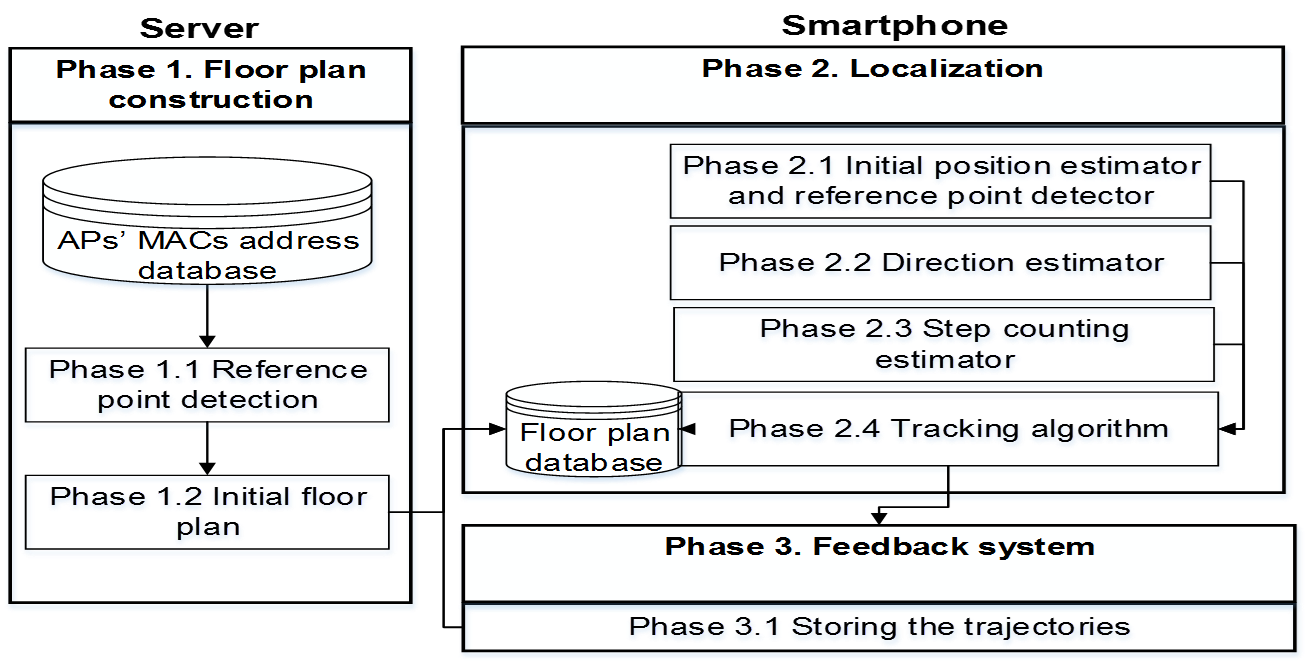 Server
Phase 1. Floor plan
construction
APs’ MACs address
database
Phase 1.1 Reference
point detection
Phase 1.2 Initial floor
plan
Smartphone
Phase 2. Localization
Phase 2.1 Initial position estimator
and reference point detector
Phase 2.2 Direction estimator
Phase 2.3 Step counting
estimator
Floor plan
database
Phase 2.4 Tracking algorithm
Phase 3. Feedback system
Phase 3.1 Storing the trajectories